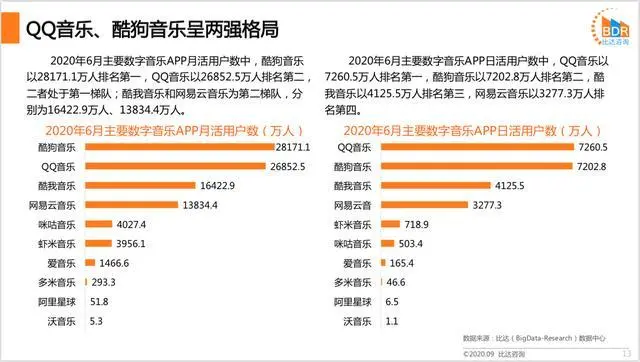 QQ音乐、酷狗音乐呈两强格局
BDR
比达咨询
2020年6月主要数字音乐APP月活用户数中，酷狗音乐
以28171.1万人排名第一，QQ音乐以26852.5万人排名第二，
二者处于第一梯队；酷我音乐和网易云音乐为第二梯队，分
别为16422.9万人、13834.4万人。
2020年6月主要数字音乐APP日活用户数中，QQ音乐以
7260.5万人排名第一，酷狗音乐以7202.8万人排名第二，酷
我音乐以4125.5万人排名第三，网易云音乐以3277.3万人排
名第四。
2020年6月主要数字音乐APP月活用户数（万人）
酷狗音乐 28171.1
QQ音乐 26852.5
酷我音乐 16422.9
网易云音乐 13834.4
咪咕音乐 4027.4
虾米音乐 3956.1
爱音乐 1466.6
多米音乐 293.3
阿里星球 51.8
沃音乐 5.3
2020年6月主要数字音乐APP日活用户数（万人）
QQ音乐 7260.5
酷狗音乐 7202.8
酷我音乐 4125.5
网易云音 3277.3
虾米音乐 718.9
咪咕音乐 503.4
爱音乐 165.4
多米音乐 46.6
阿里星球 6.5
沃音乐 1.1
数据来源：比达（BigData-Research）数据中心
©2020.09 比达咨询
13